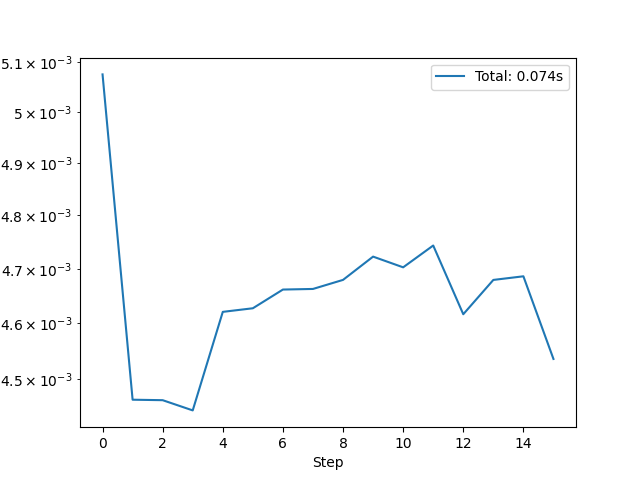 5.1 × 10⁻³
5 × 10⁻³
4.9 × 10⁻³
4.8 × 10⁻³
4.7 × 10⁻³
4.6 × 10⁻³
4.5 × 10⁻³
Total: 0.074s
0 2 4 6 8 10 12 14
Step